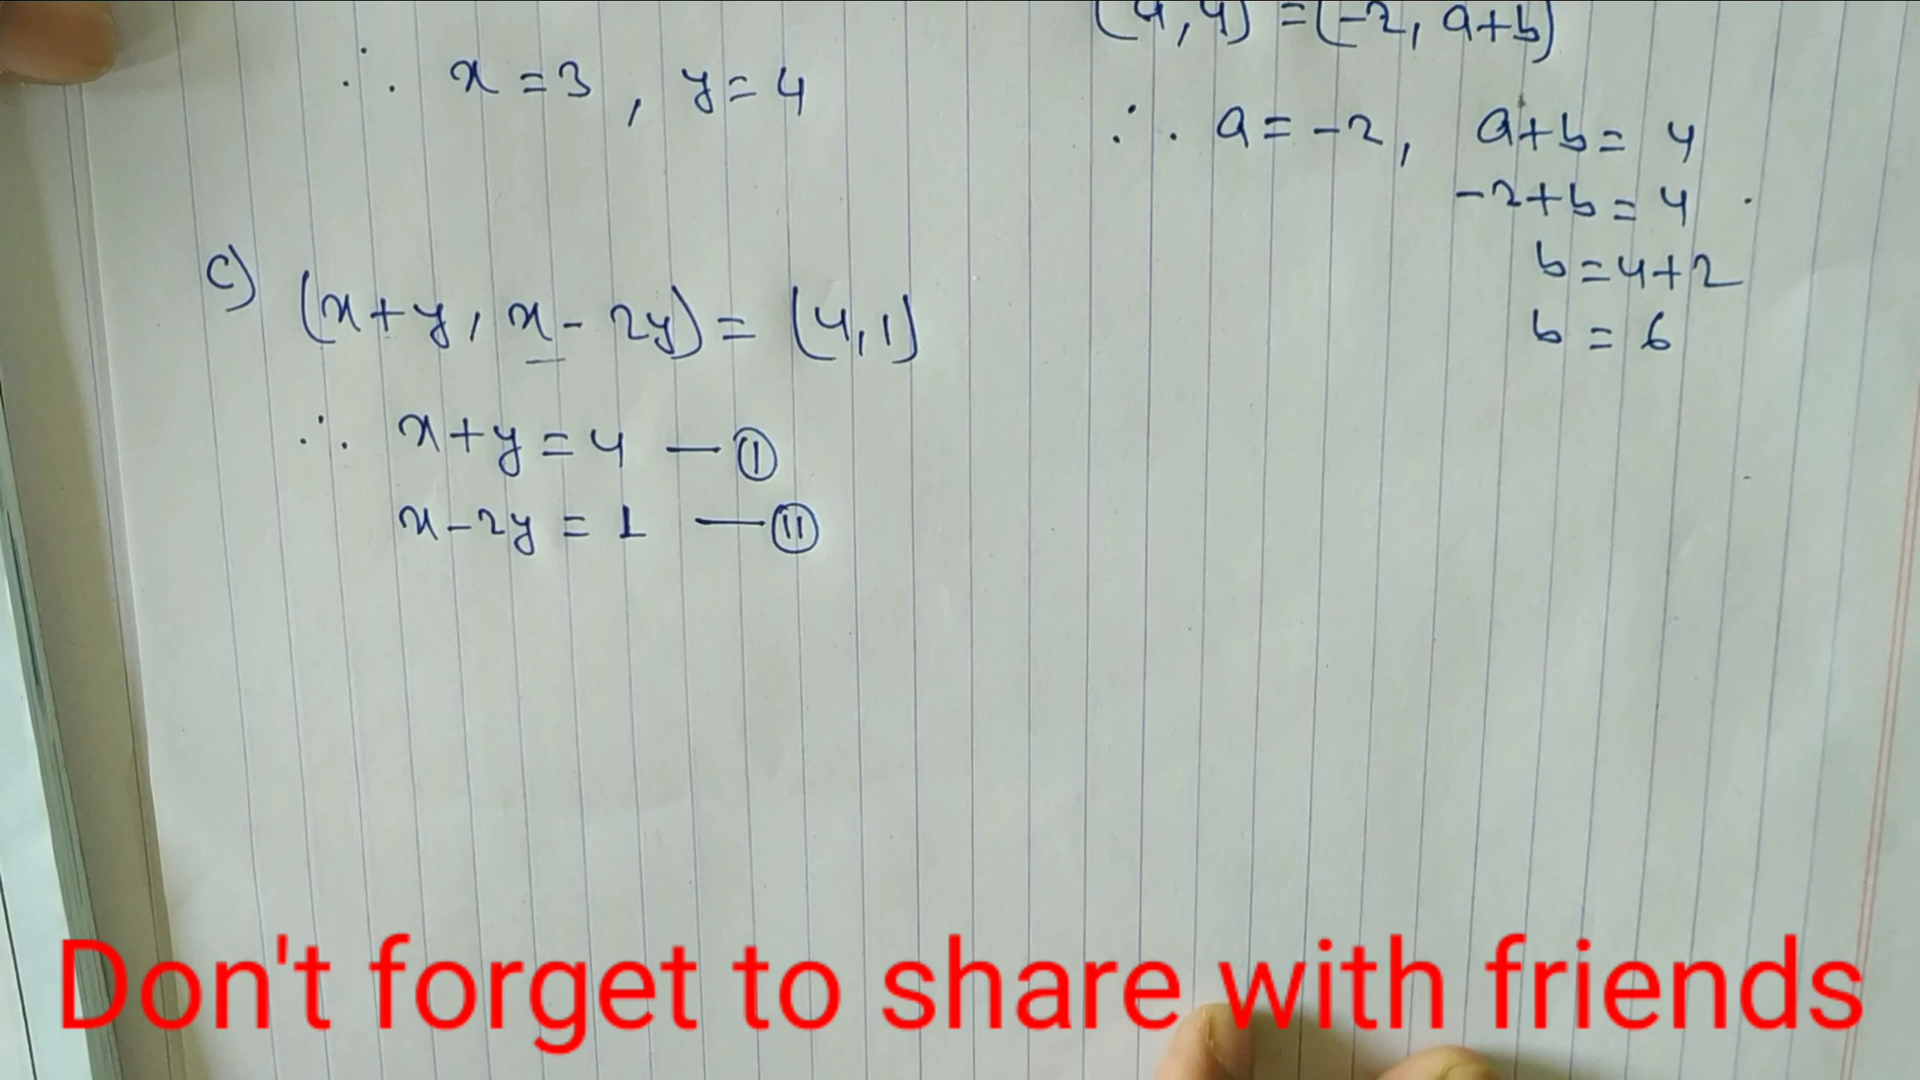 ∴ x = 3 , y = 4
(4,4) = (-2, a+b)
∴ a = -2, a+b = 4
-2+b = 4
b = 4+2
b = 6
c) (x+y, x-2y) = (4,1)
∴ x+y = 4 — (I)
x-2y = 1 — (II)
Don't forget to share with friends